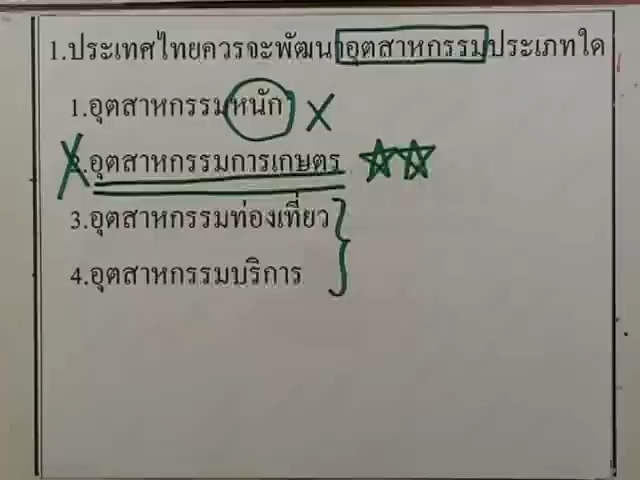 1.ประเทศไทยควรจะพัฒนาอุตสาหกรรมประเภทใด
1.อุตสาหกรรมหนัก
2.อุตสาหกรรมการเกษตร
3.อุตสาหกรรมท่องเที่ยว
4.อุตสาหกรรมบริการ